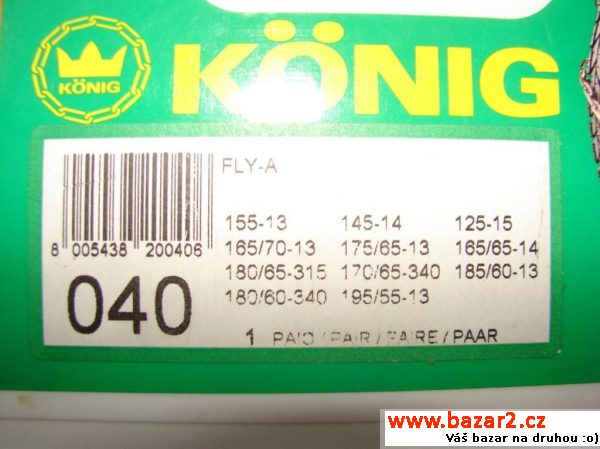 KÖNIG
KÖNIG
FLY-A
155-13 145-14 125-15
165/70-13 175/65-13 165/65-14
180/65-315 170/65-340 185/60-13
180/60-340 195/55-13
8 005438 200406
040
1 PA'O / PAIR / PAIRE / PAAR
www.bazar2.cz
Váš bazar na druhou :o)